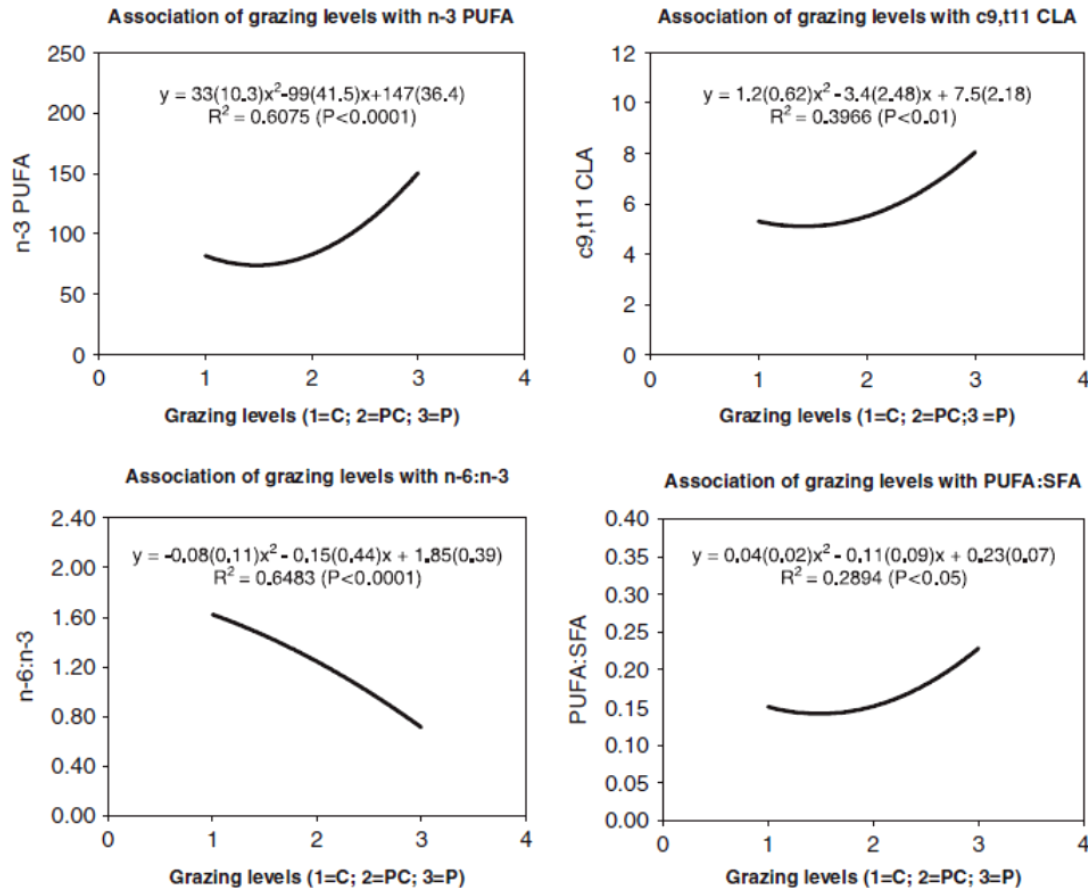 Association of grazing levels with n-3 PUFA
250
200
150
100
50
0
n-3 PUFA
y = 33(10.3)x²-99(41.5)x+147(36.4)
R² = 0.6075 (P<0.0001)
0 1 2 3 4
Grazing levels (1=C; 2=PC; 3=P)
Association of grazing levels with c9,t11 CLA
12
10
8
6
4
2
0
c9,t11 CLA
y = 1.2(0.62)x² -3.4(2.48)x + 7.5(2.18)
R² = 0.3966 (P<0.01)
0 1 2 3 4
Grazing levels (1=C; 2=PC;3 =P)
Association of grazing levels with n-6:n-3
2.40
2.00
1.60
1.20
0.80
0.40
0.00
n-6:n-3
y = -0.08(0.11)x² - 0.15(0.44)x + 1.85(0.39)
R² = 0.6483 (P<0.0001)
0 1 2 3 4
Grazing levels (1=C; 2=PC; 3=P)
Association of grazing levels with PUFA:SFA
0.40
0.35
0.30
0.25
0.20
0.15
0.10
0.05
0.00
PUFA:SFA
y = 0.04(0.02)x² - 0.11(0.09)x + 0.23(0.07)
R² = 0.2894 (P<0.05)
0 1 2 3 4
Grazing levels (1=C; 2=PC; 3=P)